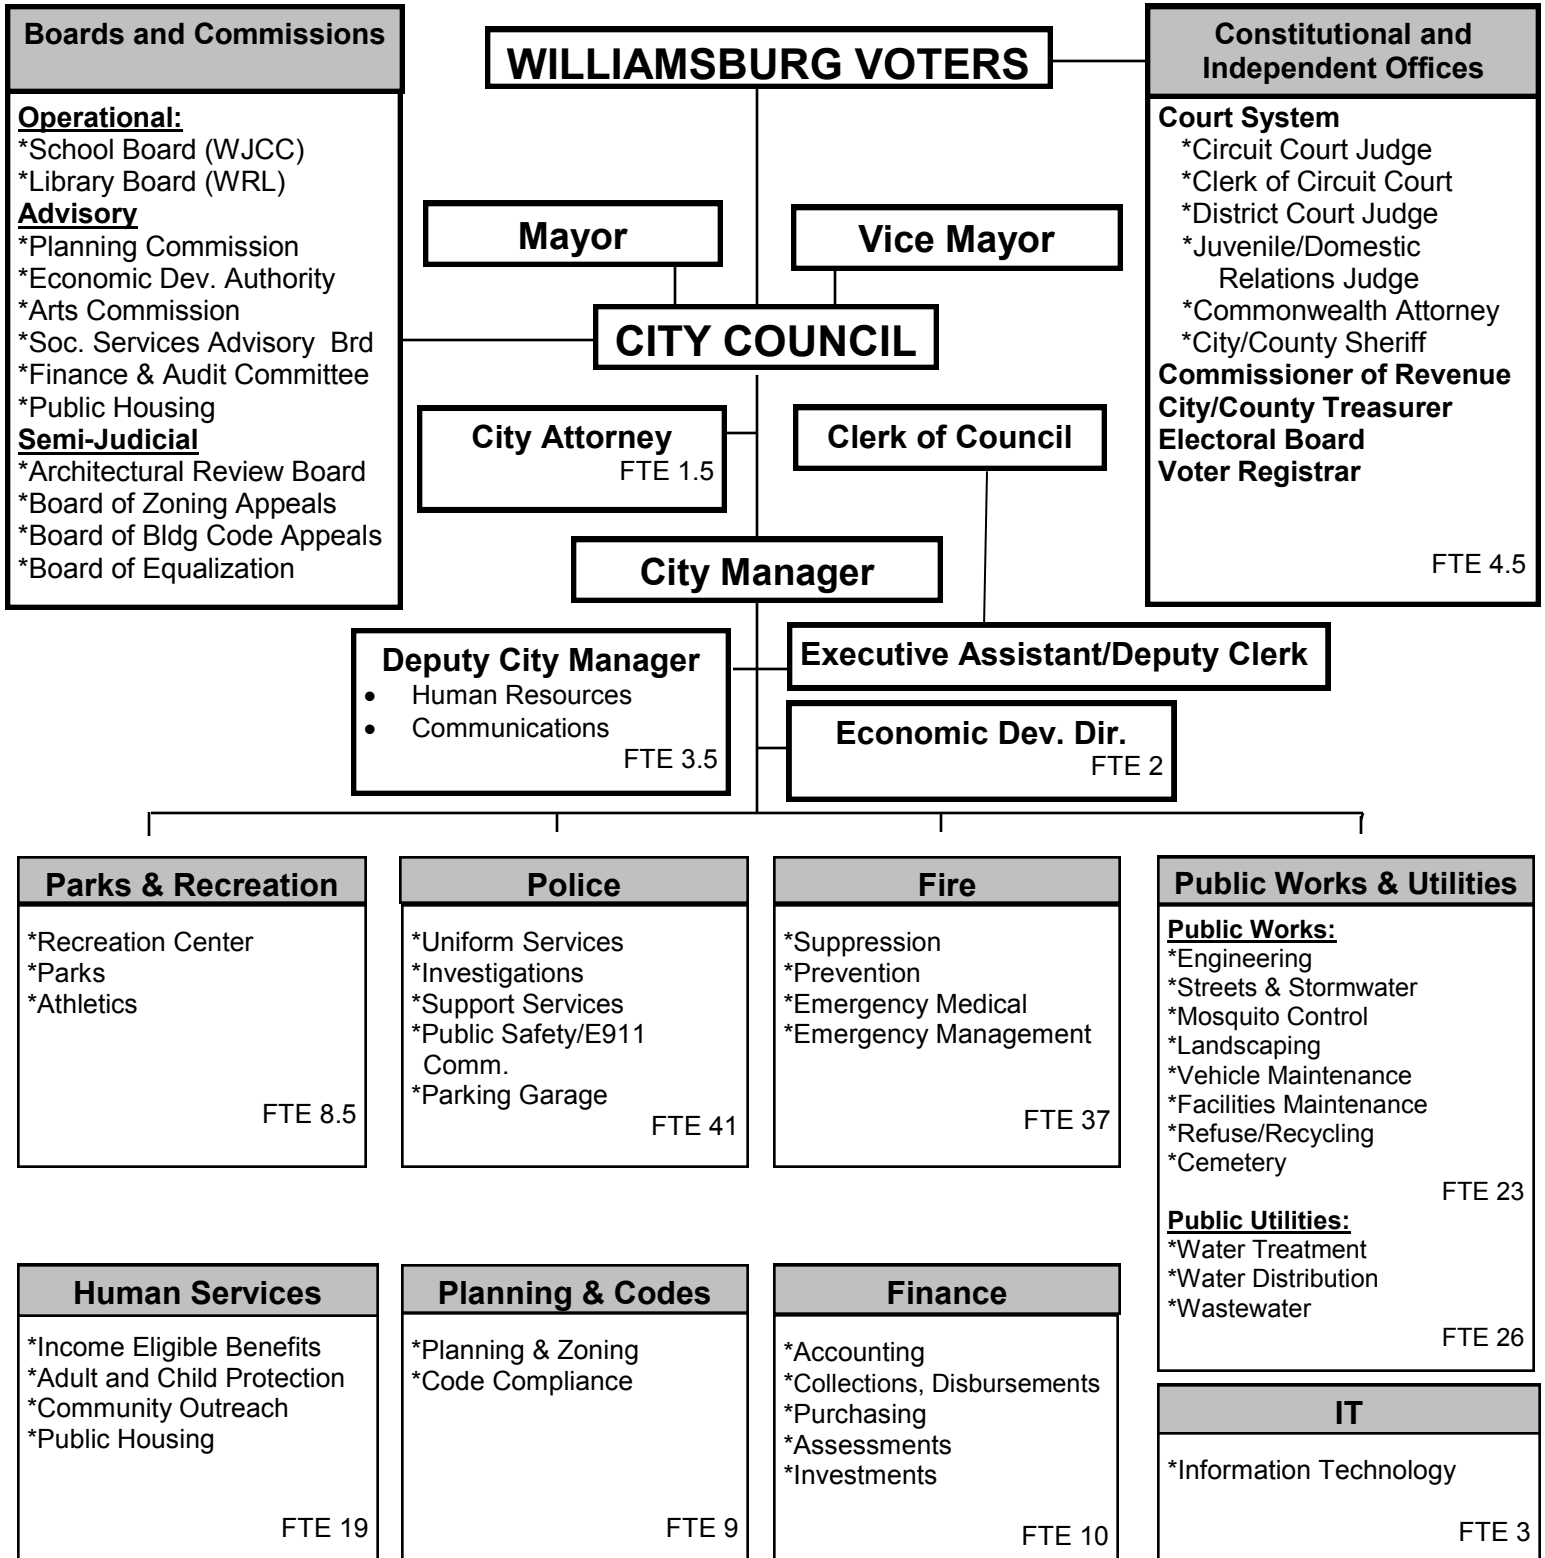 Boards and Commissions
Operational:
*School Board (WJCC)
*Library Board (WRL)
Advisory
*Planning Commission
*Economic Dev. Authority
*Arts Commission
*Soc. Services Advisory Brd
*Finance & Audit Committee
*Public Housing
Semi-Judicial
*Architectural Review Board
*Board of Zoning Appeals
*Board of Bldg Code Appeals
*Board of Equalization
WILLIAMSBURG VOTERS
Constitutional and
Independent Offices
Court System
*Circuit Court Judge
*Clerk of Circuit Court
*District Court Judge
*Juvenile/Domestic
Relations Judge
*Commonwealth Attorney
*City/County Sheriff
Commissioner of Revenue
City/County Treasurer
Electoral Board
Voter Registrar
FTE 4.5
Mayor
Vice Mayor
CITY COUNCIL
City Attorney
FTE 1.5
Clerk of Council
City Manager
Deputy City Manager
• Human Resources
• Communications
FTE 3.5
Executive Assistant/Deputy Clerk
Economic Dev. Dir.
FTE 2
Parks & Recreation
*Recreation Center
*Parks
*Athletics
FTE 8.5
Police
*Uniform Services
*Investigations
*Support Services
*Public Safety/E911
Comm.
*Parking Garage
FTE 41
Fire
*Suppression
*Prevention
*Emergency Medical
*Emergency Management
FTE 37
Public Works & Utilities
Public Works:
*Engineering
*Streets & Stormwater
*Mosquito Control
*Landscaping
*Vehicle Maintenance
*Facilities Maintenance
*Refuse/Recycling
*Cemetery
FTE 23
Public Utilities:
*Water Treatment
*Water Distribution
*Wastewater
FTE 26
Human Services
*Income Eligible Benefits
*Adult and Child Protection
*Community Outreach
*Public Housing
FTE 19
Planning & Codes
*Planning & Zoning
*Code Compliance
FTE 9
Finance
*Accounting
*Collections, Disbursements
*Purchasing
*Assessments
*Investments
FTE 10
IT
*Information Technology
FTE 3